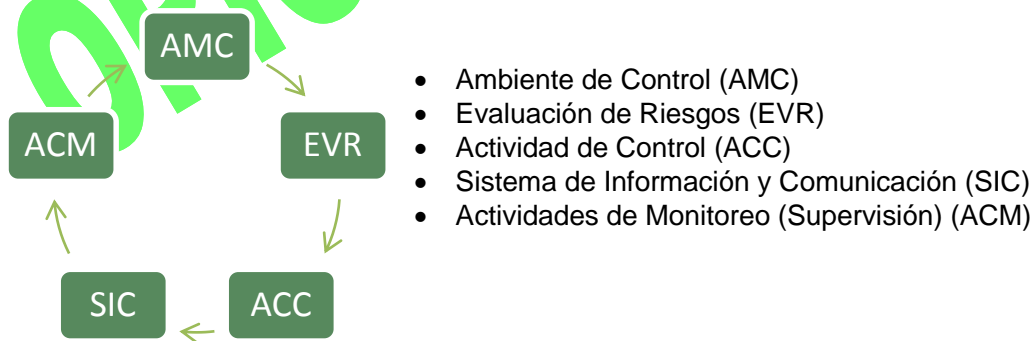 AMC
EVR
ACC
SIC
ACM
• Ambiente de Control (AMC)
• Evaluación de Riesgos (EVR)
• Actividad de Control (ACC)
• Sistema de Información y Comunicación (SIC)
• Actividades de Monitoreo (Supervisión) (ACM)